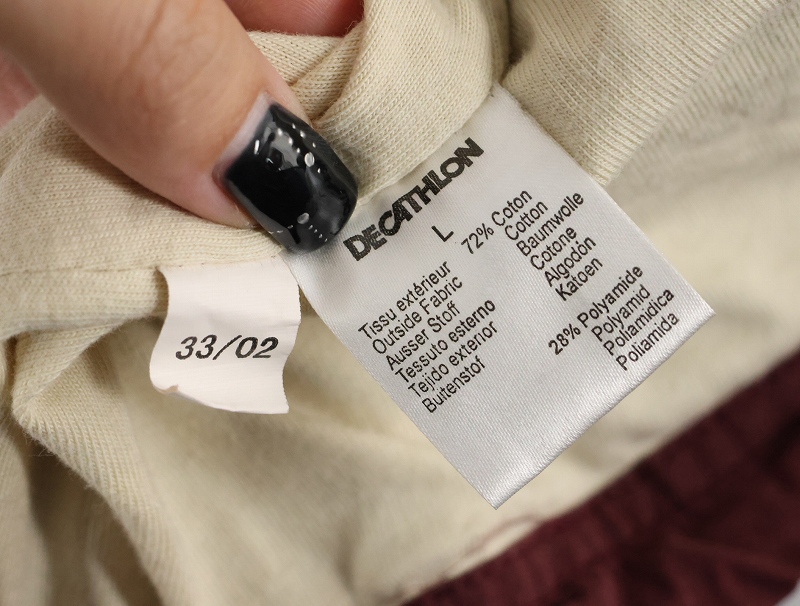 DECATHLON
L
72% Coton
Cotton
Baumwolle
Cotone
Algodón
Katoen
Tissu extérieur
Outside Fabric
Ausser Stoff
Tessuto esterno
Tejido exterior
Buitenstof
28% Polyamide
Polyamid
Poliamidica
Poliamida
33/02